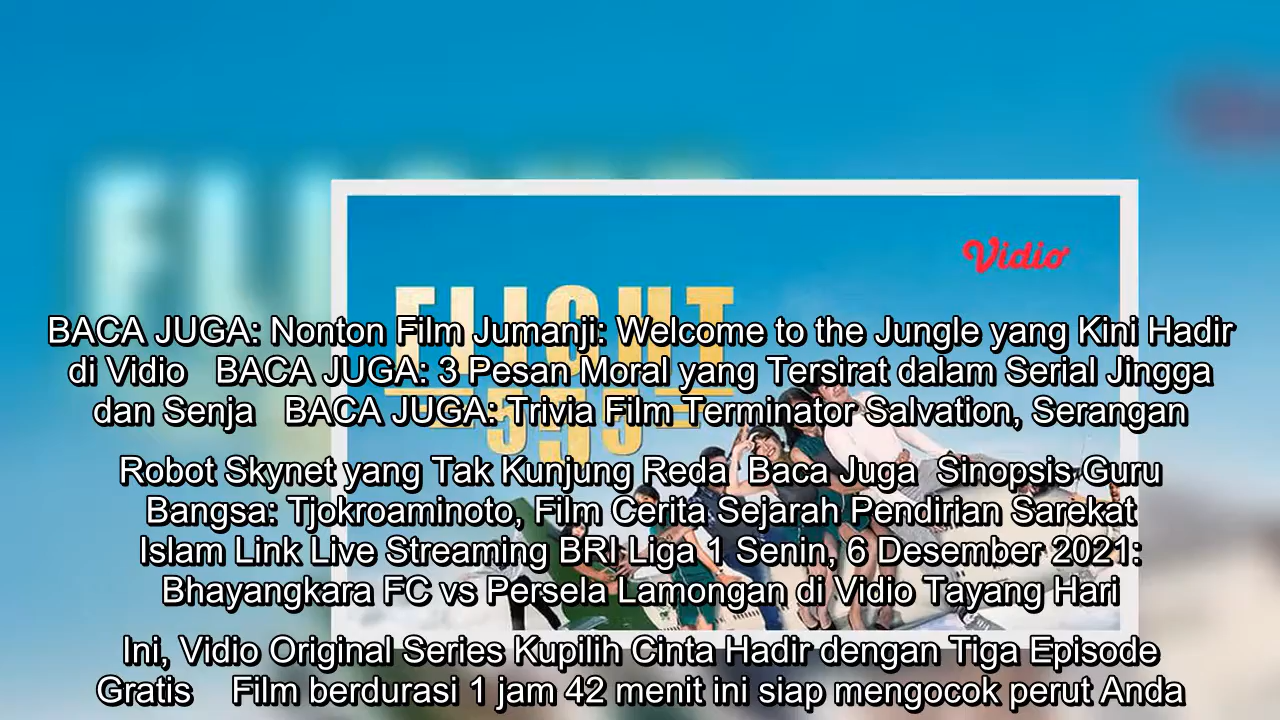 Vidio
FLIGHT
555
BACA JUGA: Nonton Film Jumanji: Welcome to the Jungle yang Kini Hadir
di Vidio   BACA JUGA: 3 Pesan Moral yang Tersirat dalam Serial Jingga
dan Senja   BACA JUGA: Trivia Film Terminator Salvation, Serangan
Robot Skynet yang Tak Kunjung Reda  Baca Juga  Sinopsis Guru
Bangsa: Tjokroaminoto, Film Cerita Sejarah Pendirian Sarekat
Islam Link Live Streaming BRI Liga 1 Senin, 6 Desember 2021:
Bhayangkara FC vs Persela Lamongan di Vidio Tayang Hari
Ini, Vidio Original Series Kupilih Cinta Hadir dengan Tiga Episode
Gratis    Film berdurasi 1 jam 42 menit ini siap mengocok perut Anda